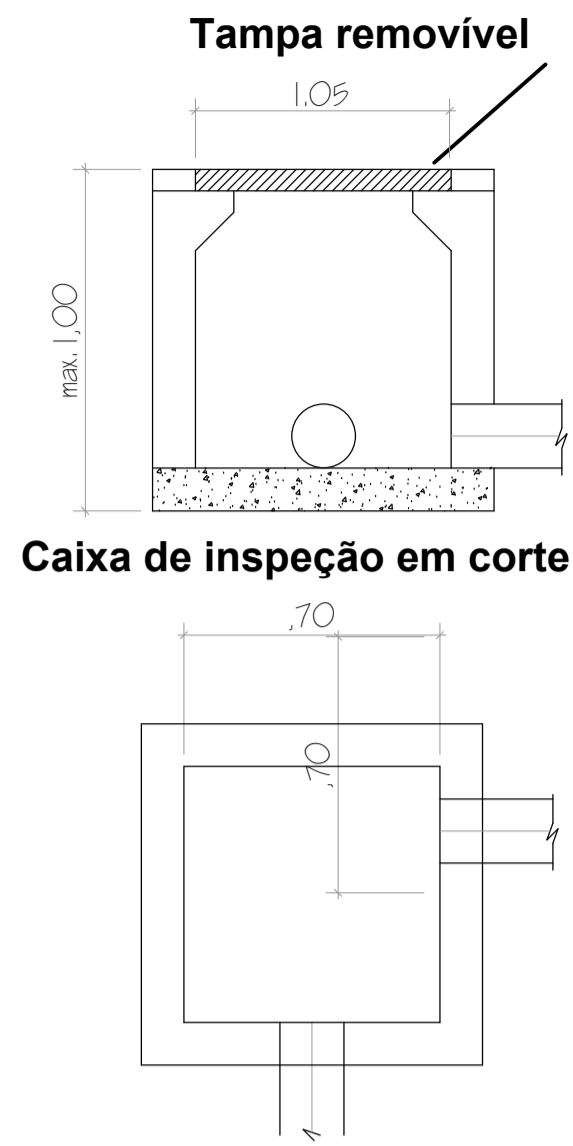 Tampa removível
1.05
max. 1,00
Caixa de inspeção em corte
,70
,70